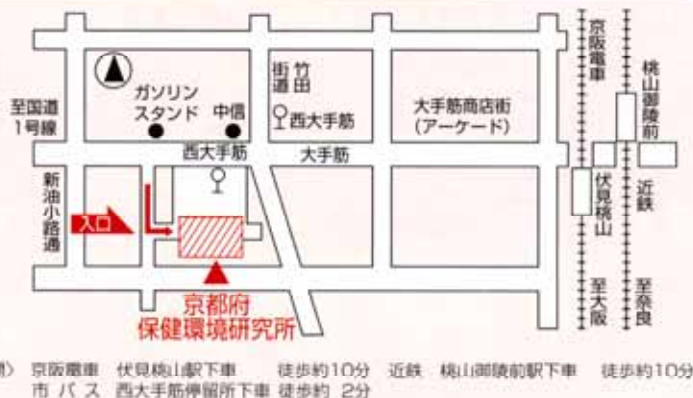 京阪電車
桃山御陵前
竹田
街道
ガソリン
スタンド
中信
西大手筋
大手筋商店街
(アーケード)
至国道
1号線
西大手筋
大手筋
新油小路通
入口
伏見桃山
近鉄
至大阪
至奈良
京都府
保健環境研究所
〉 京阪電車 伏見桃山駅下車 徒歩約10分 近鉄 桃山御陵前駅下車 徒歩約10分
市バス 西大手筋停留所下車 徒歩約 2分